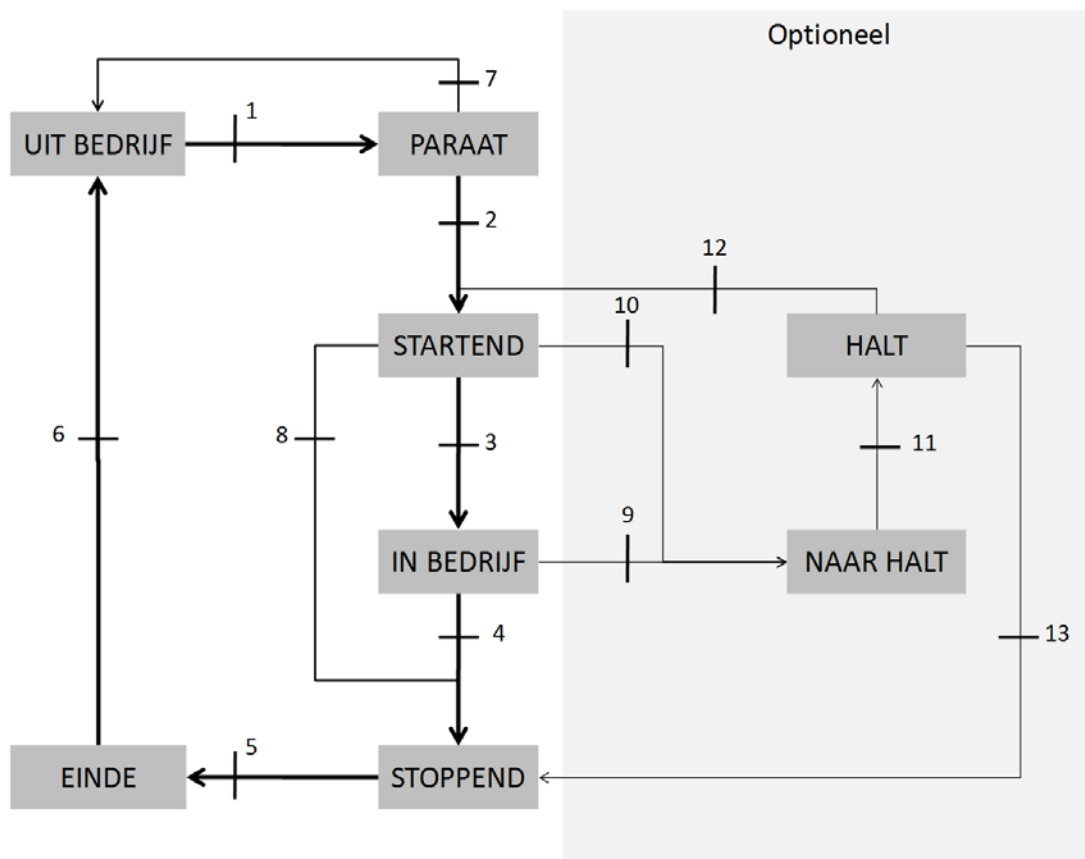 Optioneel
7
1
UIT BEDRIJF
PARAAT
2
12
10
STARTEND
HALT
6
8
3
11
9
IN BEDRIJF
NAAR HALT
4
13
5
EINDE
STOPPEND